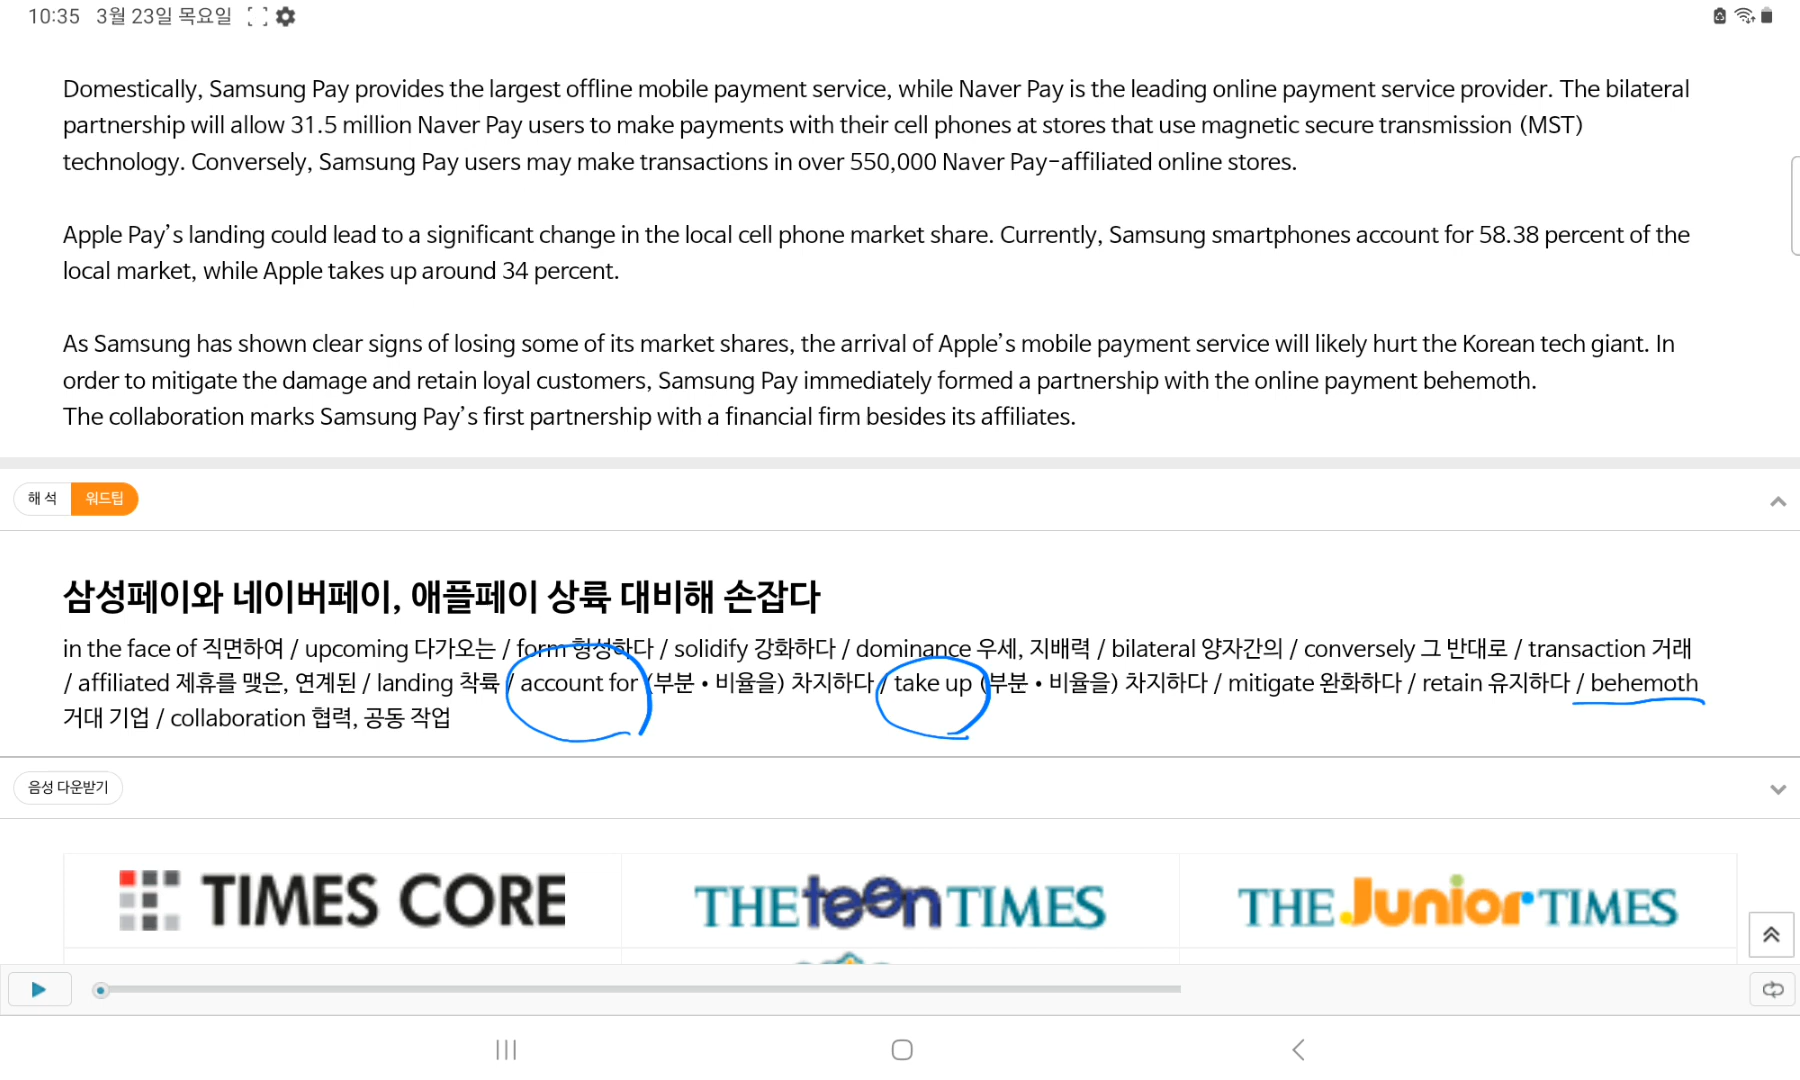 10:35 3월 23일 목요일
Domestically, Samsung Pay provides the largest offline mobile payment service, while Naver Pay is the leading online payment service provider. The bilateral
partnership will allow 31.5 million Naver Pay users to make payments with their cell phones at stores that use magnetic secure transmission (MST)
technology. Conversely, Samsung Pay users may make transactions in over 550,000 Naver Pay-affiliated online stores.
Apple Pay’s landing could lead to a significant change in the local cell phone market share. Currently, Samsung smartphones account for 58.38 percent of the
local market, while Apple takes up around 34 percent.
As Samsung has shown clear signs of losing some of its market shares, the arrival of Apple’s mobile payment service will likely hurt the Korean tech giant. In
order to mitigate the damage and retain loyal customers, Samsung Pay immediately formed a partnership with the online payment behemoth.
The collaboration marks Samsung Pay’s first partnership with a financial firm besides its affiliates.
해 석 워드팁
삼성페이와 네이버페이, 애플페이 상륙 대비해 손잡다
in the face of 직면하여 / upcoming 다가오는 / form 형성하다 / solidify 강화하다 / dominance 우세, 지배력 / bilateral 양자간의 / conversely 그 반대로 / transaction 거래
/ affiliated 제휴를 맺은, 연계된 / landing 착륙 / account for (부분 • 비율을) 차지하다 / take up (부분 • 비율을) 차지하다 / mitigate 완화하다 / retain 유지하다 / behemoth
거대 기업 / collaboration 협력, 공동 작업
음성 다운받기
TIMES CORE THE teen TIMES THE Junior TIMES